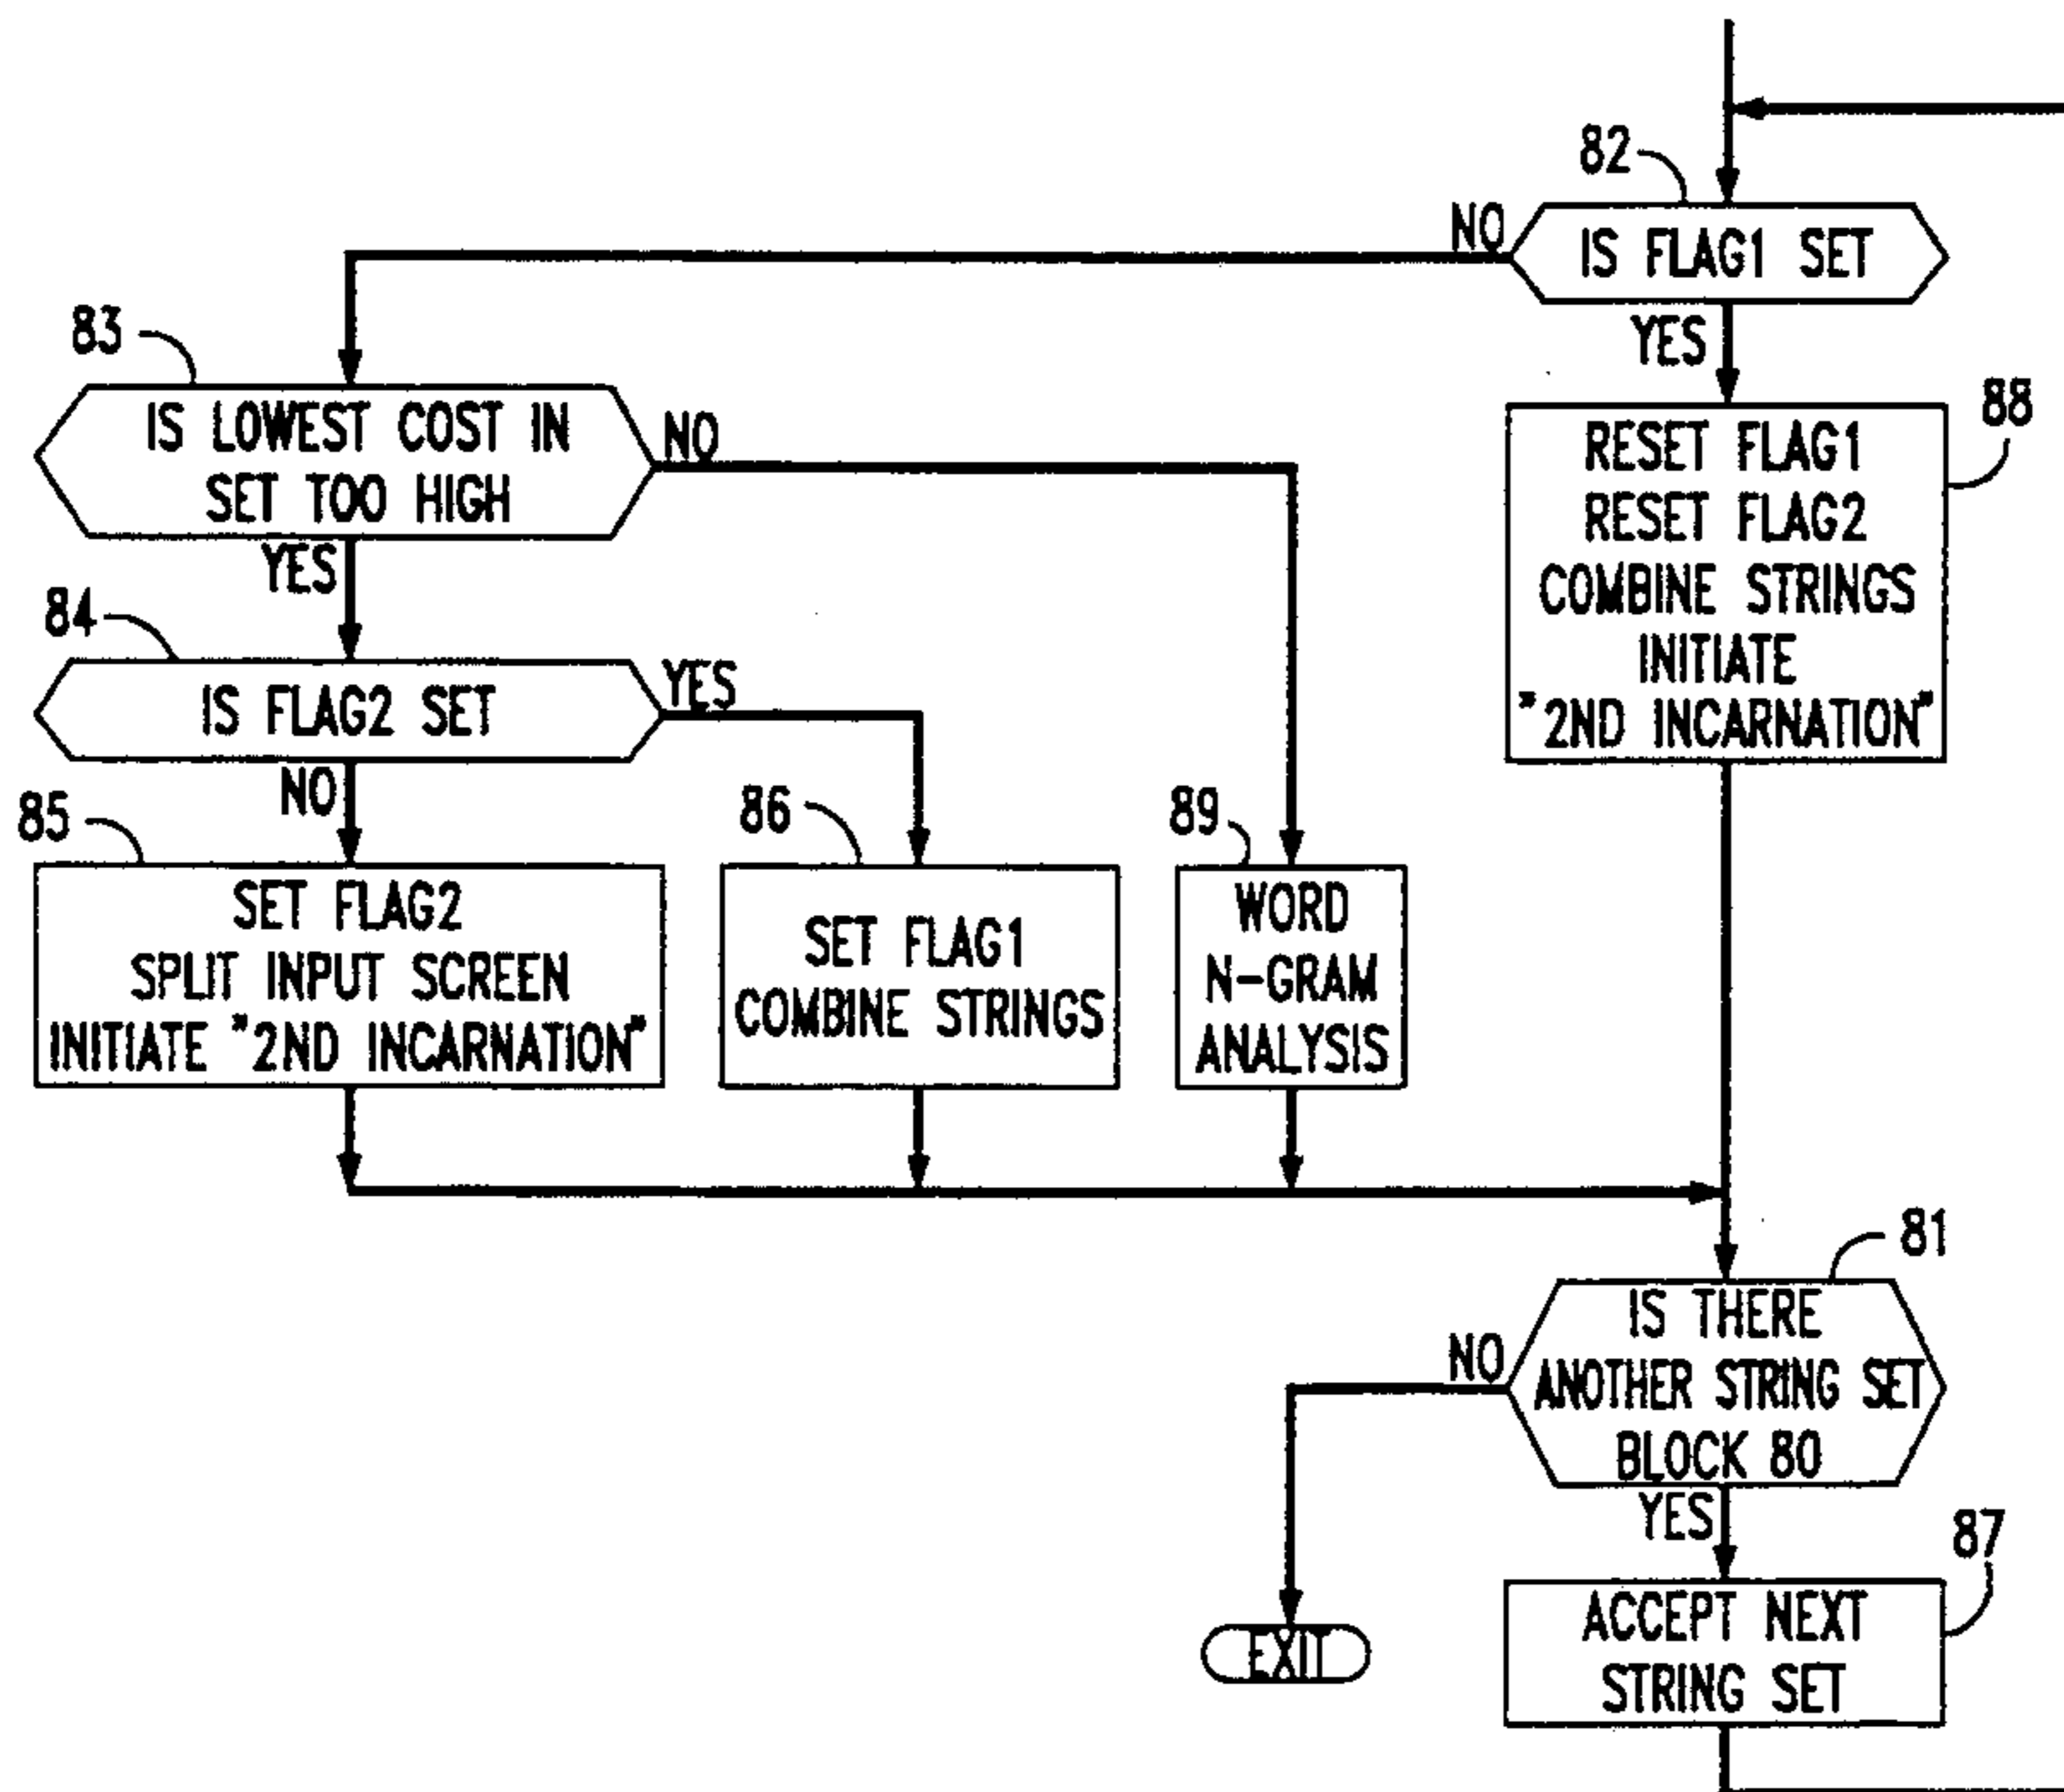 82
NO
IS FLAG1 SET
YES
83
IS LOWEST COST IN
SET TOO HIGH
NO
YES
88
RESET FLAG1
RESET FLAG2
COMBINE STRINGS
INITIATE
"2ND INCARNATION"
84
IS FLAG2 SET
YES
NO
85
SET FLAG2
SPLIT INPUT SCREEN
INITIATE "2ND INCARNATION"
86
SET FLAG1
COMBINE STRINGS
89
WORD
N-GRAM
ANALYSIS
81
IS THERE
ANOTHER STRING SET
BLOCK 80
NO
YES
EXIT
87
ACCEPT NEXT
STRING SET